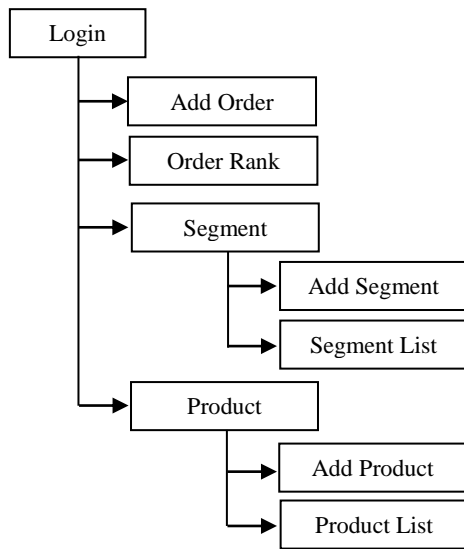 Login
Add Order
Order Rank
Segment
Add Segment
Segment List
Product
Add Product
Product List